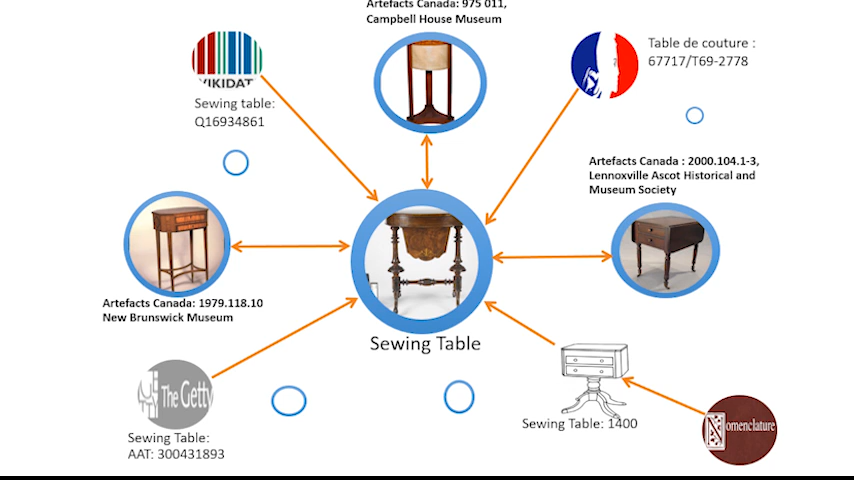 Artefacts Canada: 975 011,
Campbell House Museum
Table de couture :
67717/T69-2778
VIKIDAT
Sewing table:
Q16934861
Artefacts Canada : 2000.104.1-3,
Lennoxville Ascot Historical and
Museum Society
Artefacts Canada: 1979.118.10
New Brunswick Museum
Sewing Table
The Getty
Sewing Table: 1400
Nomenclature
Sewing Table:
AAT: 300431893